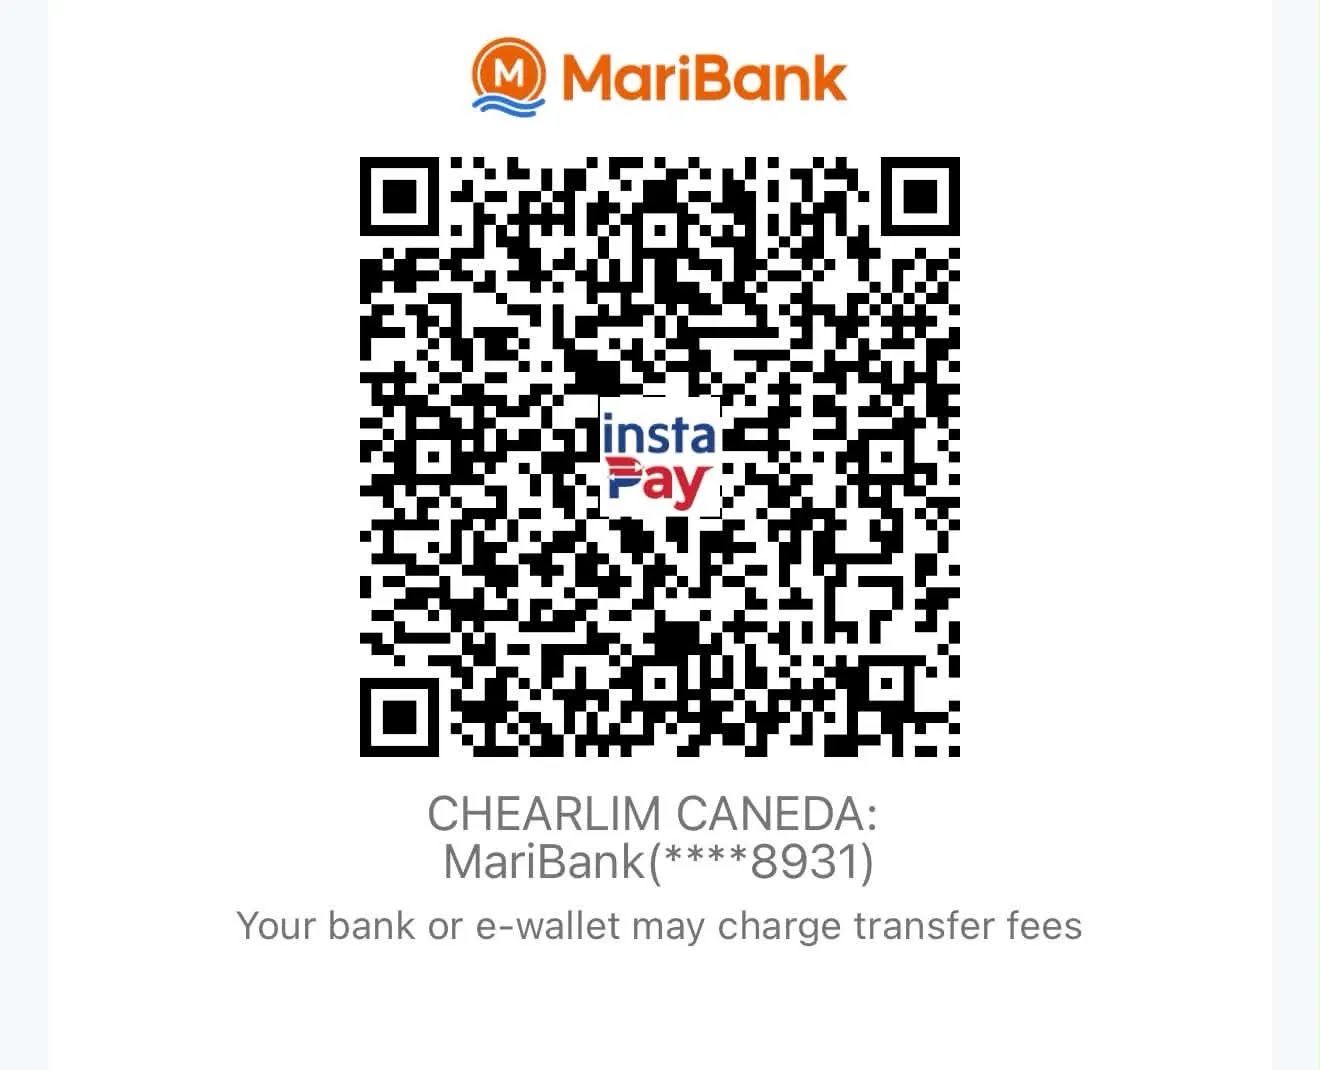 MariBank
insta
Pay
CHEARLIM CANEDA:
MariBank(****8931)
Your bank or e-wallet may charge transfer fees